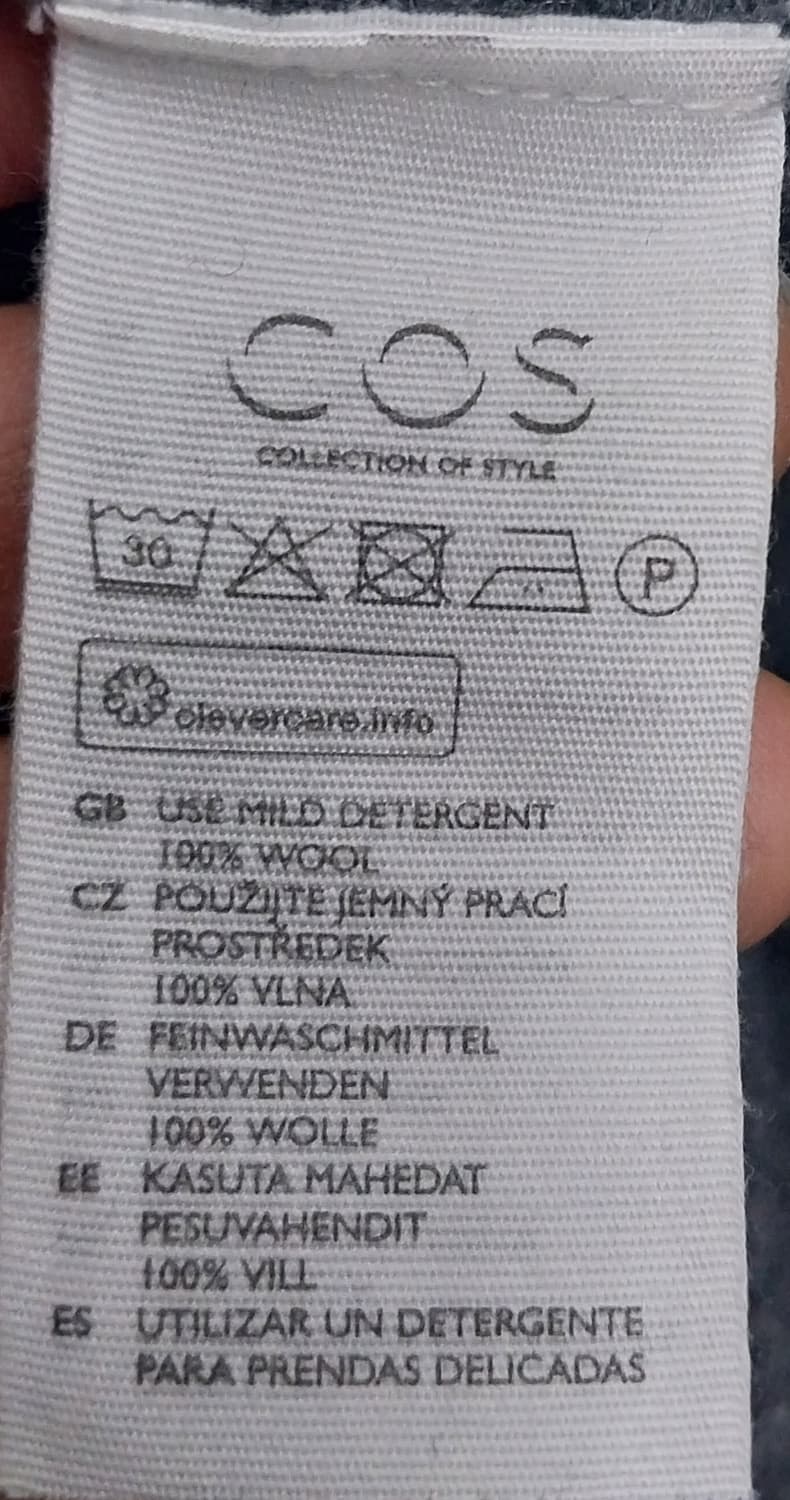 COS
COLLECTION OF STYLE
30 P
clevercare.info
GB USE MILD DETERGENT
100% WOOL
CZ POUŽIJTE JEMNÝ PRACÍ
PROSTŘEDEK
100% VLNA
DE FEINWASCHMITTEL
VERWENDEN
100% WOLLE
EE KASUTA MAHEDAT
PESUVAHENDIT
100% VILL
ES UTILIZAR UN DETERGENTE
PARA PRENDAS DELICADAS